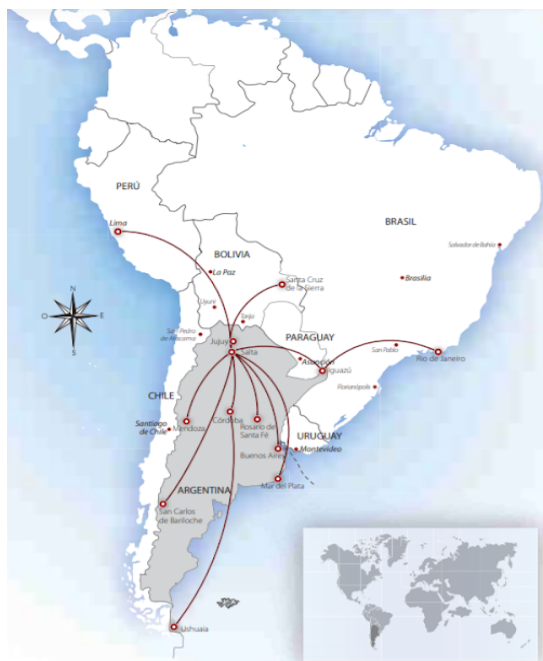 PERÚ
Lima
BRASIL
Salvador de Bahía
BOLIVIA
La Paz
Brasilia
Santa Cruz
de la Sierra
Uyuni
Tarija
N
O
E
S
San Pedro
de Atacama
PARAGUAY
Jujuy
Salta
Asunción
Iguazú
San Pablo
Rio de Janeiro
Florianópolis
CHILE
Santiago
de Chile
Mendoza
Córdoba
Rosario de
Santa Fé
URUGUAY
Montevideo
Buenos Aires
ARGENTINA
Mar del Plata
San Carlos
de Bariloche
Ushuaia